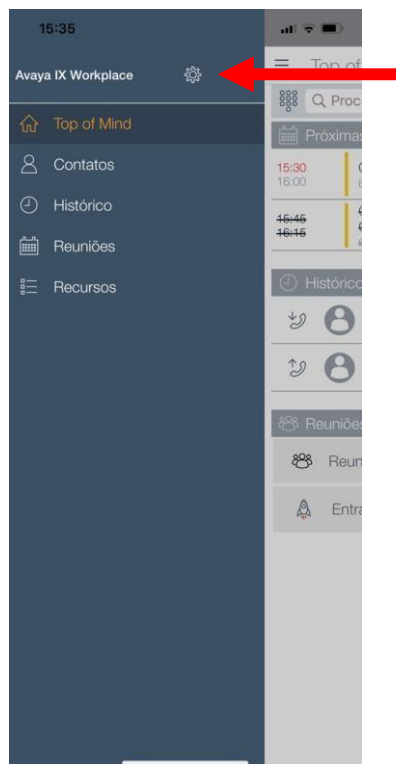 15:35
Avaya IX Workplace
Top of Mind
Contatos
Histórico
Reuniões
Recursos
Top of
Proc
Próximas
15:30
16:00
15:45
16:15
Histórico
Reuniões
Reun
Entra